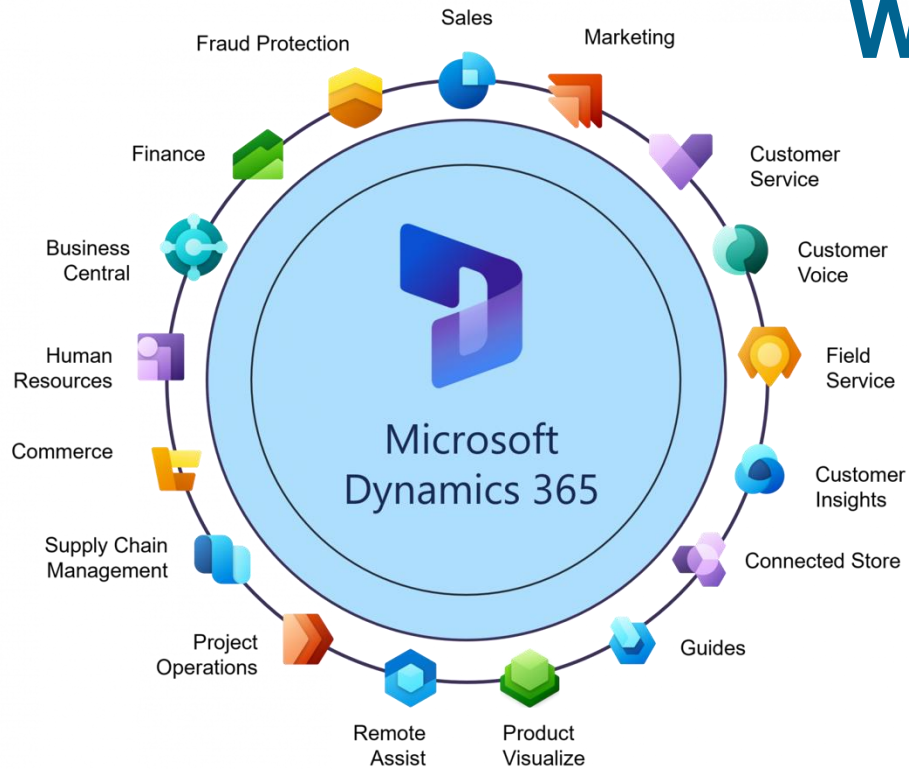 W
Sales
Marketing
Fraud Protection
Customer
Service
Finance
Customer
Voice
Business
Central
Field
Service
Human
Resources
Microsoft
Dynamics 365
Commerce
Customer
Insights
Supply Chain
Management
Connected Store
Project
Operations
Guides
Remote
Assist
Product
Visualize